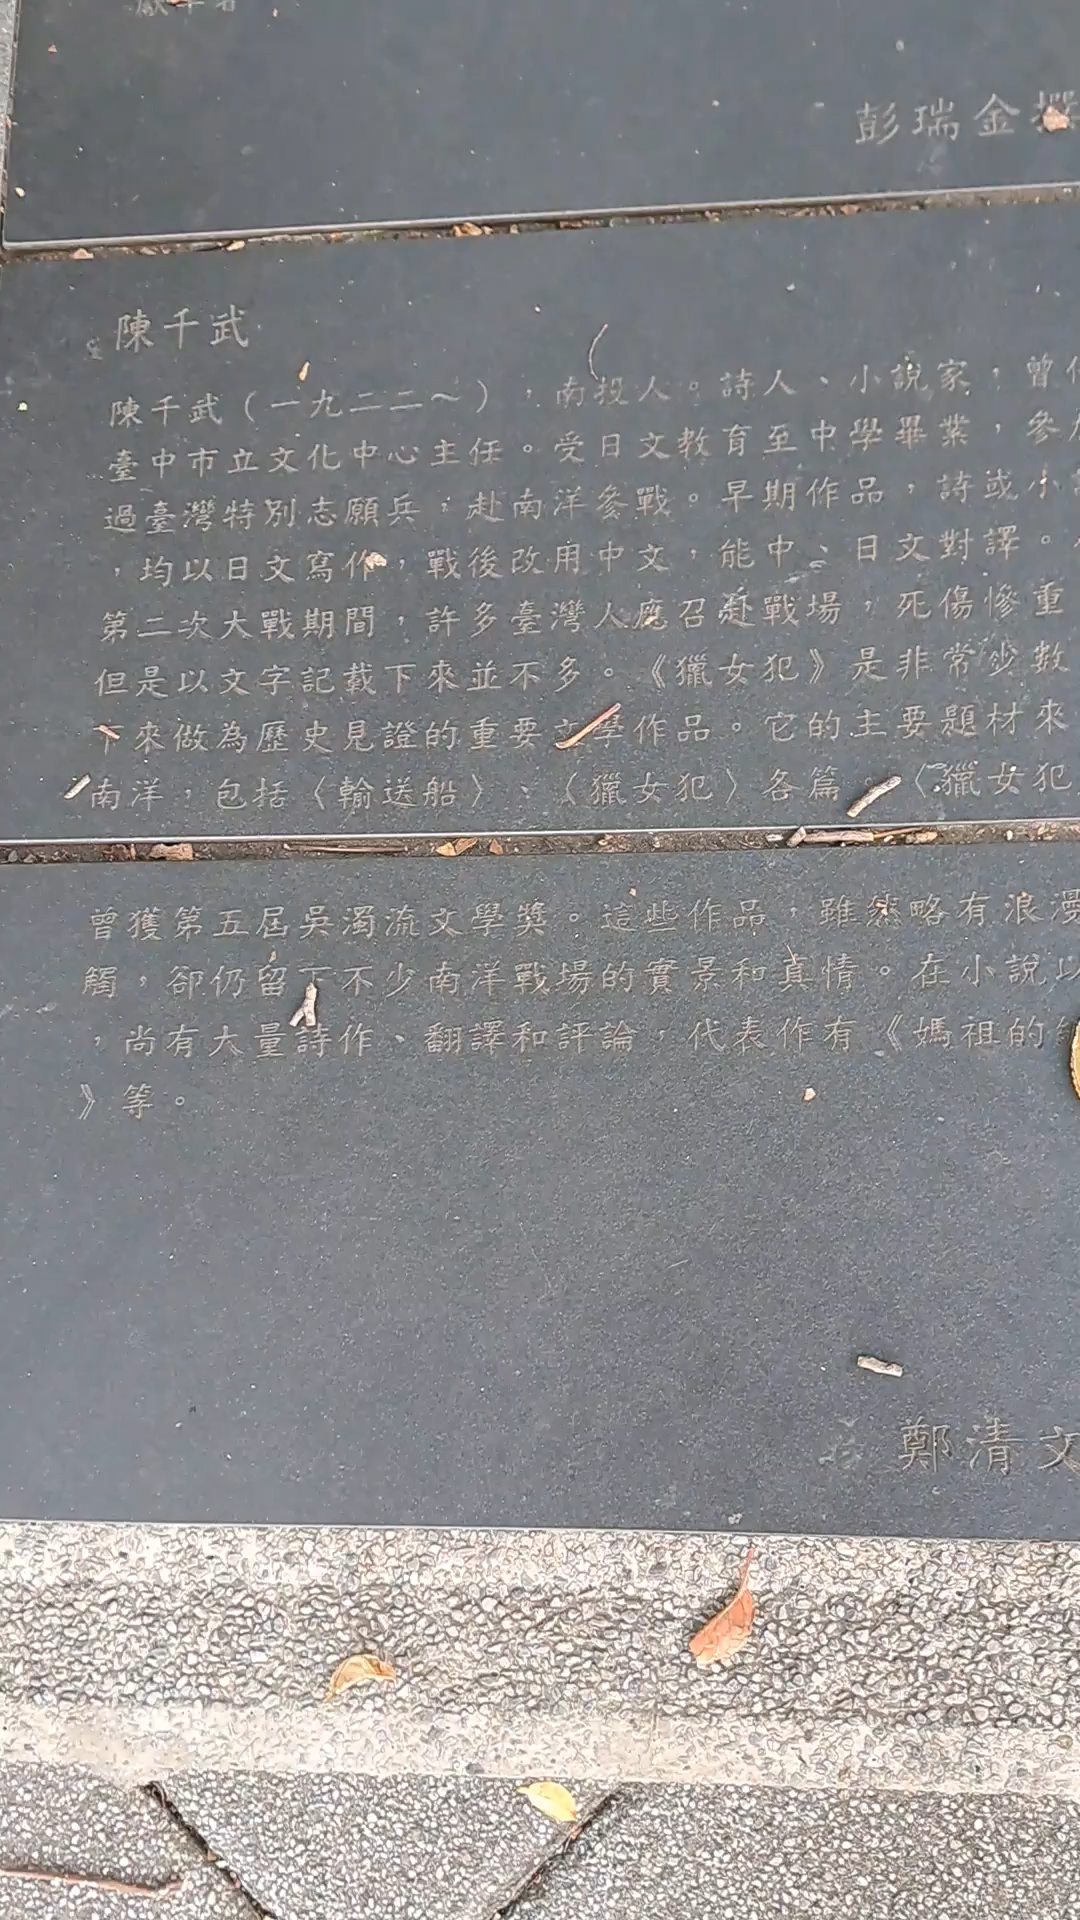 彭瑞金撰
陳千武
陳千武（一九二二～），南投人。詩人、小說家，曾任
臺中市立文化中心主任。受日文教育至中學畢業，參加
過臺灣特別志願兵，赴南洋參戰。早期作品，詩或小說
，均以日文寫作，戰後改用中文，能中、日文對譯。
第二次大戰期間，許多臺灣人應召赴戰場，死傷慘重
但是以文字記載下來並不多。《獵女犯》是非常少數
下來做為歷史見證的重要文學作品。它的主要題材來
南洋，包括〈輸送船〉、〈獵女犯〉各篇。〈獵女犯
曾獲第五屆吳濁流文學獎。這些作品，雖然略有浪漫
觸，卻仍留下不少南洋戰場的實景和真情。在小說以
，尚有大量詩作、翻譯和評論，代表作有《媽祖的
》等。
鄭清文